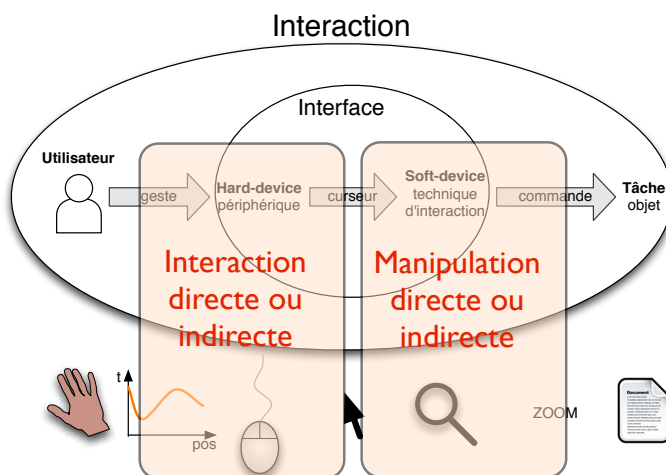 Interaction
Interface
Utilisateur
geste
Hard-device
périphérique
curseur
Soft-device
technique
d'interaction
commande
Tâche
objet
Interaction
directe ou
indirecte
Manipulation
directe ou
indirecte
t
pos
ZOOM
Document